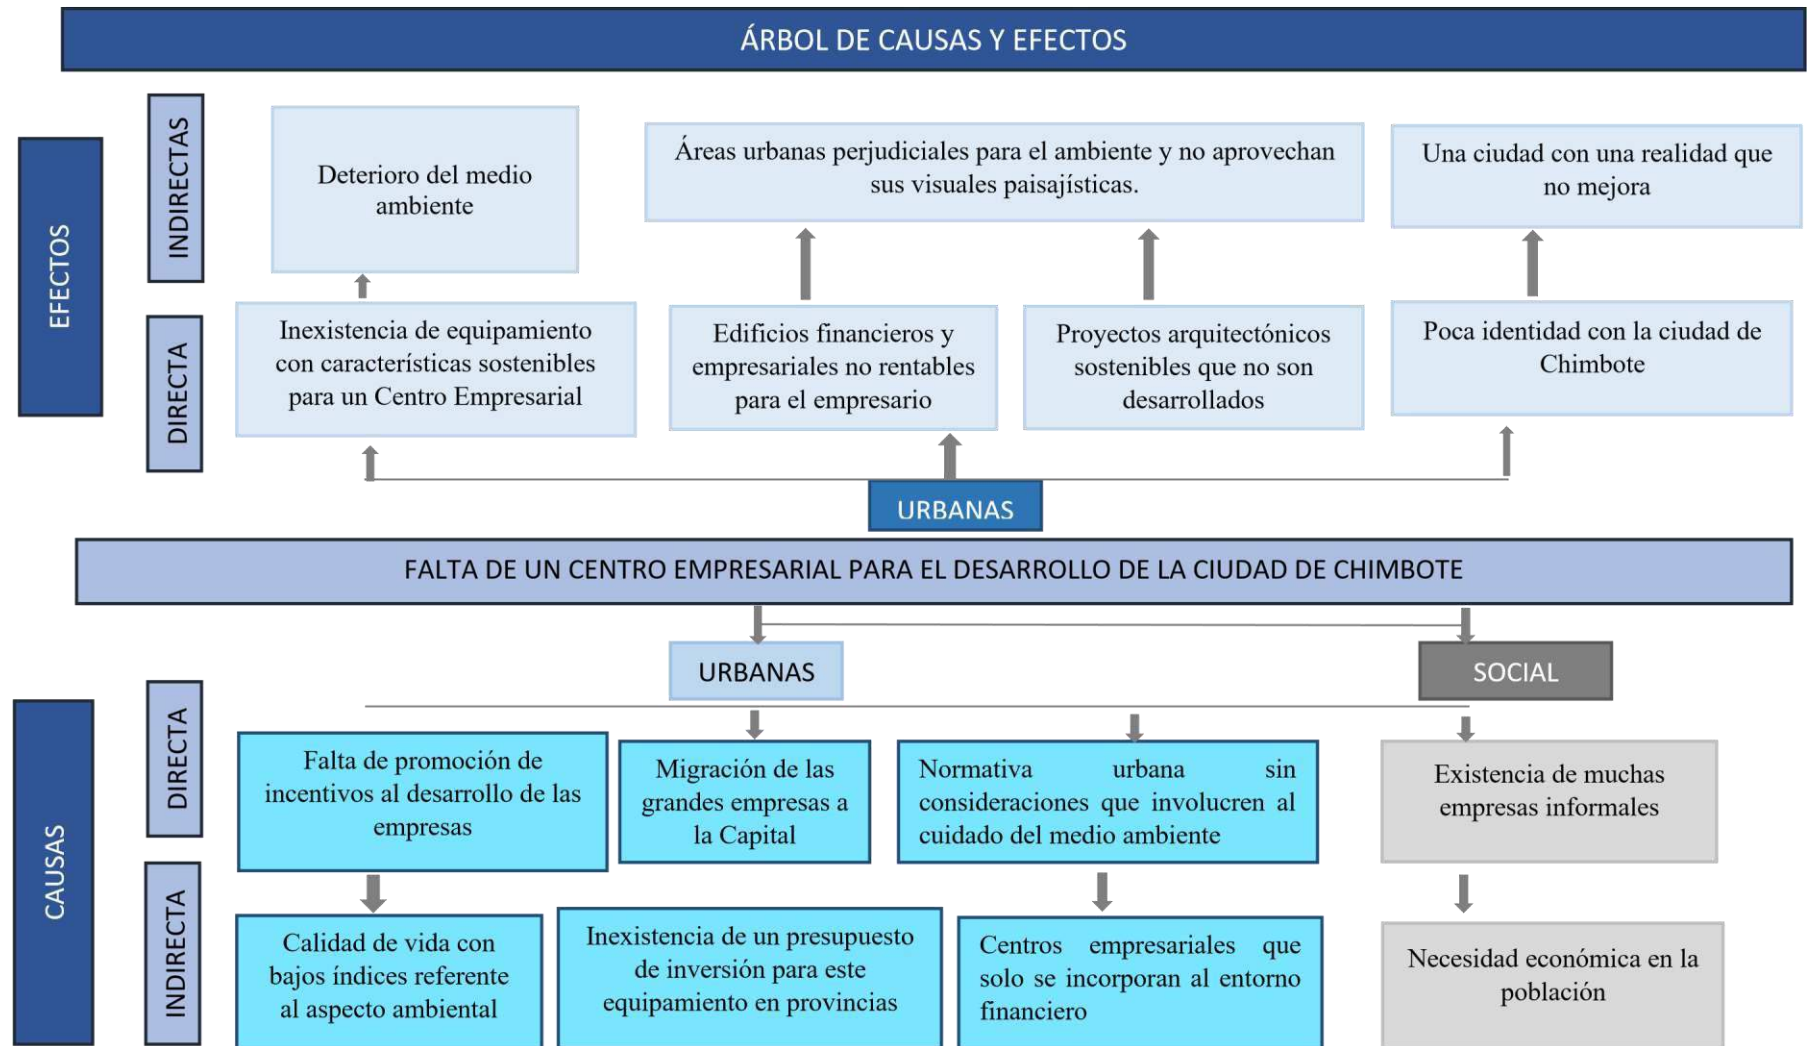 ÁRBOL DE CAUSAS Y EFECTOS
EFECTOS
INDIRECTAS
Deterioro del medio
ambiente
Áreas urbanas perjudiciales para el ambiente y no aprovechan
sus visuales paisajísticas.
Una ciudad con una realidad que
no mejora
DIRECTA
Inexistencia de equipamiento
con características sostenibles
para un Centro Empresarial
Edificios financieros y
empresariales no rentables
para el empresario
Proyectos arquitectónicos
sostenibles que no son
desarrollados
Poca identidad con la ciudad de
Chimbote
URBANAS
FALTA DE UN CENTRO EMPRESARIAL PARA EL DESARROLLO DE LA CIUDAD DE CHIMBOTE
URBANAS
SOCIAL
CAUSAS
DIRECTA
Falta de promoción de
incentivos al desarrollo de las
empresas
Migración de las
grandes empresas a
la Capital
Normativa urbana sin
consideraciones que involucren al
cuidado del medio ambiente
Existencia de muchas
empresas informales
INDIRECTA
Calidad de vida con
bajos índices referente
al aspecto ambiental
Inexistencia de un presupuesto
de inversión para este
equipamiento en provincias
Centros empresariales que
solo se incorporan al entorno
financiero
Necesidad económica en la
población